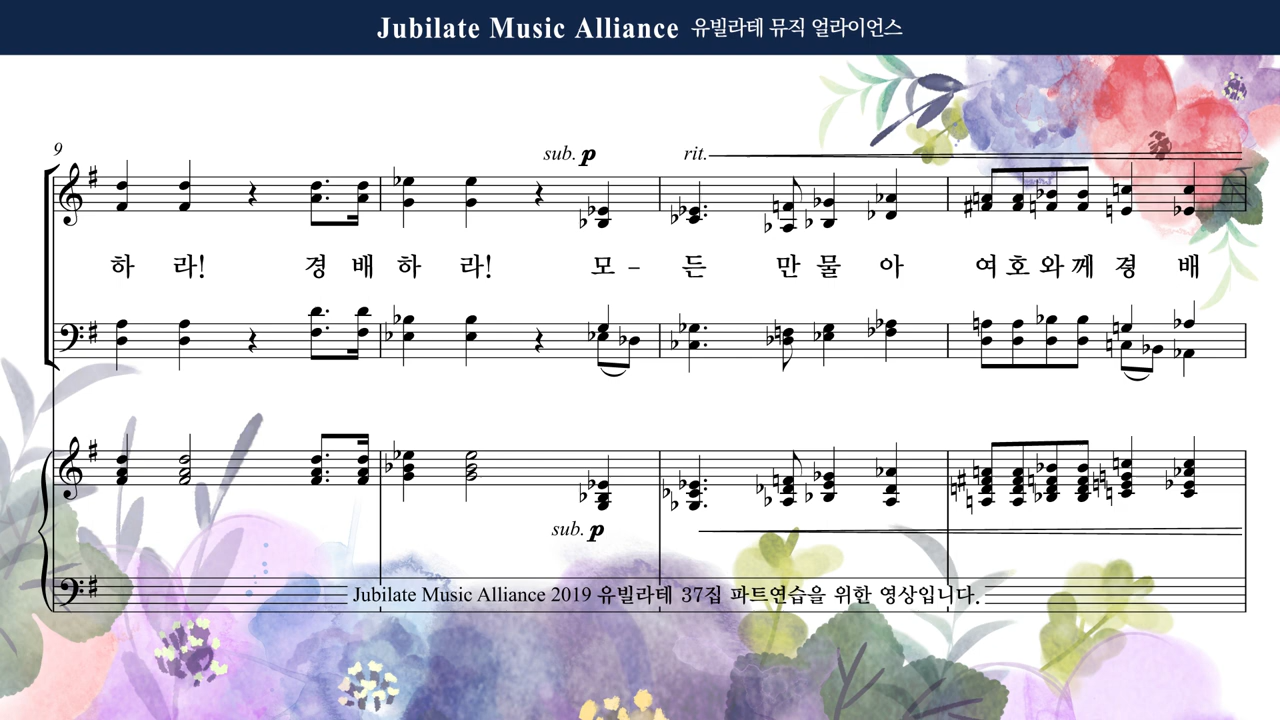 Jubilate Music Alliance 유빌라테 뮤직 얼라이언스
9
sub. p
rit.
하 라! 경 배 하 라! 모 – 든 만 물 아 여 호 와 께 경 배
sub. p
Jubilate Music Alliance 2019 유빌라테 37집 파트연습을 위한 영상입니다.